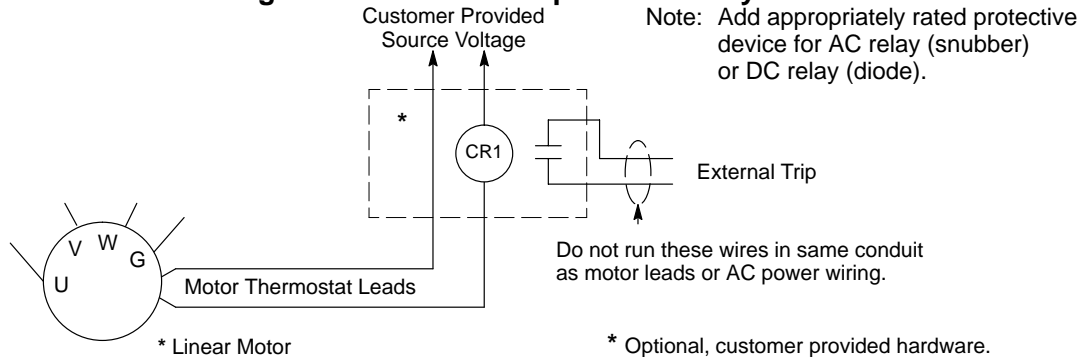 Customer Provided
Source Voltage
Note: Add appropriately rated protective
device for AC relay (snubber)
or DC relay (diode).
*
CR1
External Trip
Do not run these wires in same conduit
as motor leads or AC power wiring.
V W
U G
Motor Thermostat Leads
* Linear Motor
* Optional, customer provided hardware.